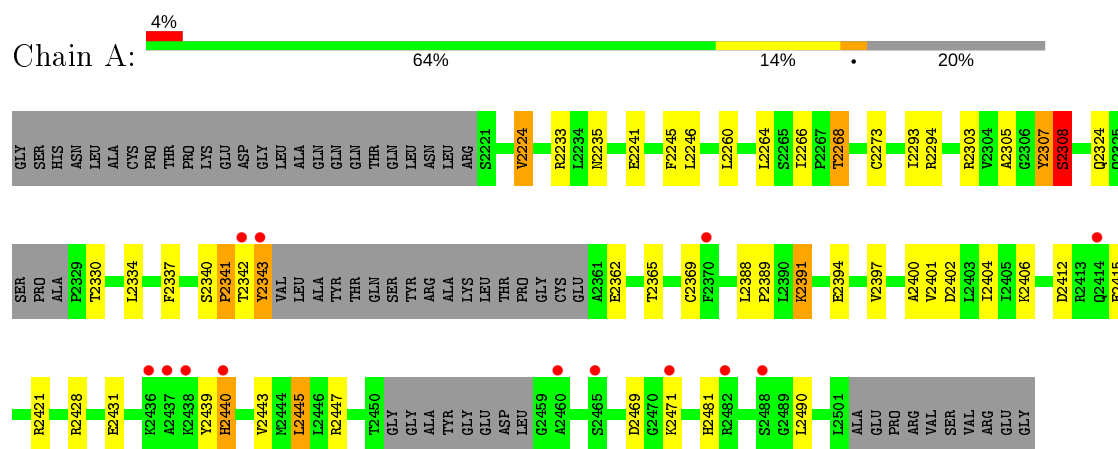 4%
Chain A:
64% 14% • 20%
GLY SER HIS ASN LEU ALA CYS PRO THR PRO LYS GLU ASP GLY LEU ALA GLN GLN GLN THR GLN LEU ASN LEU ARG S2221 V2224 R2233 L2234 N2235 E2241 F2245 L2246 L2260 L2264 S2265 I2266 P2267 T2268 C2273 I2293 R2294 R2303 V2304 A2305 G2306 Y2307 S2308 Q2324
SER PRO ALA P2329 T2330 L2334 F2337 S2340 P2341 T2342 Y2343 VAL LEU ALA TYR THR GLN SER TYR ARG ALA LYS LEU THR PRO GLY CYS GLU A2361 E2362 T2365 C2369 F2370 L2388 P2389 L2390 K2391 E2394 V2397 A2400 V2401 D2402 L2403 I2404 I2405 K2406 D2412 R2413 Q2414
R2421 R2428 E2431 K2436 A2437 K2438 Y2439 H2440 V2443 M2444 L2445 L2446 R2447 T2450 GLY GLY ALA TYR GLY GLU ASP LEU G2459 A2460 S2465 D2469 G2470 K2471 H2481 R2482 S2488 G2489 L2490 L2501 ALA GLU PRO ARG VAL SER VAL ARG GLU GLY